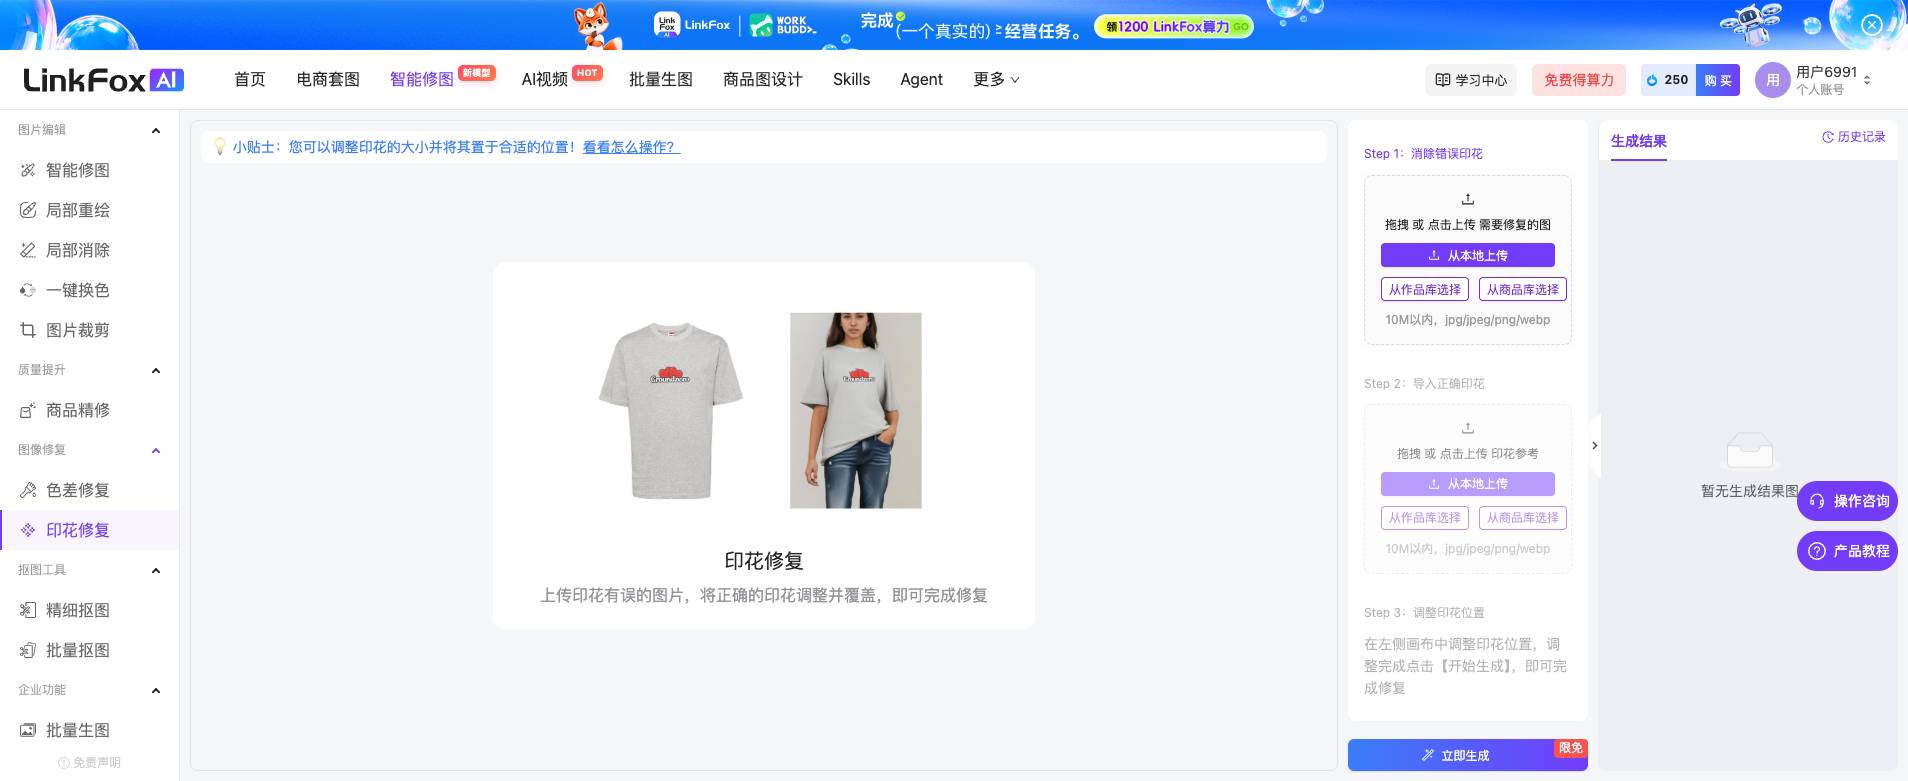 Link Fox AI LinkFox WORK BUDD>_ 完成 (一个真实的) 经营任务。 领1200 LinkFox算力 GO
LinkFox AI
首页 电商套图 智能修图 新模型 AI视频 HOT 批量生图 商品图设计 Skills Agent 更多
学习中心 免费得算力 250 购买 用 用户6991
个人账号
图片编辑
智能修图
局部重绘
局部消除
一键换色
图片裁剪
质量提升
商品精修
图像修复
色差修复
印花修复
抠图工具
精细抠图
批量抠图
企业功能
批量生图
免责声明
小贴士：您可以调整印花的大小并将其置于合适的位置！看看怎么操作？
印花修复
上传印花有误的图片，将正确的印花调整并覆盖，即可完成修复
Step 1：消除错误印花
拖拽 或 点击上传 需要修复的图
从本地上传
从作品库选择 从商品库选择
10M以内，jpg/jpeg/png/webp
Step 2：导入正确印花
拖拽 或 点击上传 印花参考
从本地上传
从作品库选择 从商品库选择
10M以内，jpg/jpeg/png/webp
Step 3：调整印花位置
在左侧画布中调整印花位置，调
整完成点击【开始生成】，即可完
成修复
立即生成 限免
生成结果 历史记录
暂无生成结果图
操作咨询
产品教程